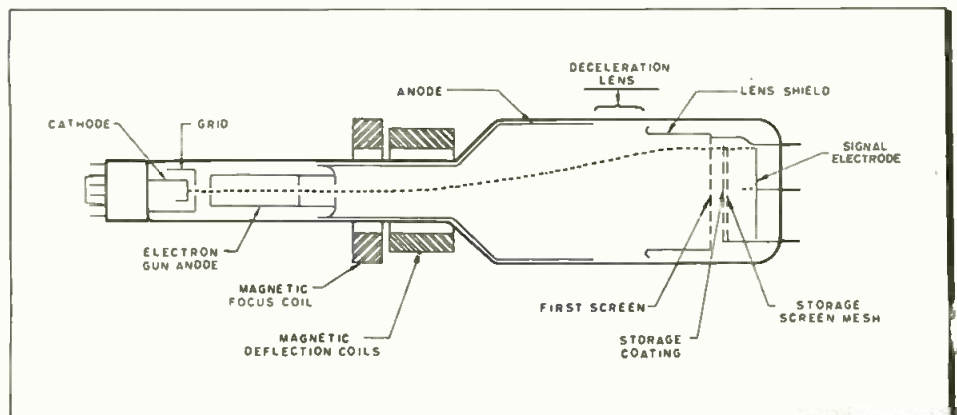 DECELERATION
LENS
ANODE
LENS SHIELD
CATHODE
GRID
SIGNAL
ELECTRODE
ELECTRON
GUN ANODE
MAGNETIC
FOCUS COIL
FIRST SCREEN
STORAGE
SCREEN MESH
MAGNETIC
DEFLECTION COILS
STORAGE
COATING